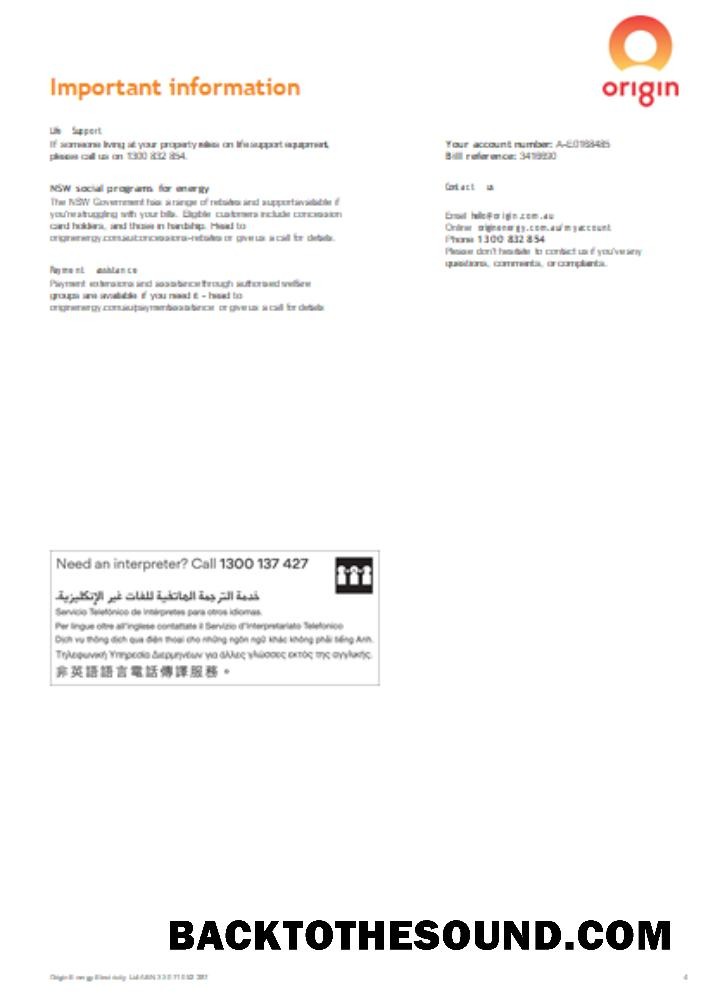 origin
Important information
Life Support
If someone living at your property relies on life support equipment,
please call us on 1300 832 854.
NSW social programs for energy
The NSW Government has a range of rebates and support available if
you're struggling with your bills. Eligible customers include concession
card holders, and those in hardship. Head to
originenergy.com.au/concessions-rebates or give us a call for details.
Payment assistance
Payment extensions and assistance through authorised welfare
groups are available if you need it - head to
originenergy.com.au/paymentassistance or give us a call for details
Your account number: A-E0168485
Bill reference:
Contact us
Email hello@origin.com.au
Online originenergy.com.au/myaccount
Phone 1300 832 854
Please don't hesitate to contact us if you've any
questions, comments, or complaints.
Need an interpreter? Call 1300 137 427
خدمة الترجمة الهاتفية للغات غير الإنكليزية.
Servicio Telefónico de Intérpretes para otros idiomas.
Per lingue oltre all'inglese contattate il Servizio d'Interpretariato Telefonico
Dịch vụ thông dịch qua điện thoại cho những ngôn ngữ khác không phải tiếng Anh.
Τηλεφωνική Υπηρεσία Διερμηνέων για άλλες γλώσσες εκτός της αγγλικής.
非英語語言電話傳譯服務。
BACKTOTHESOUND.COM
Origin Energy Electricity Ltd ABN
4